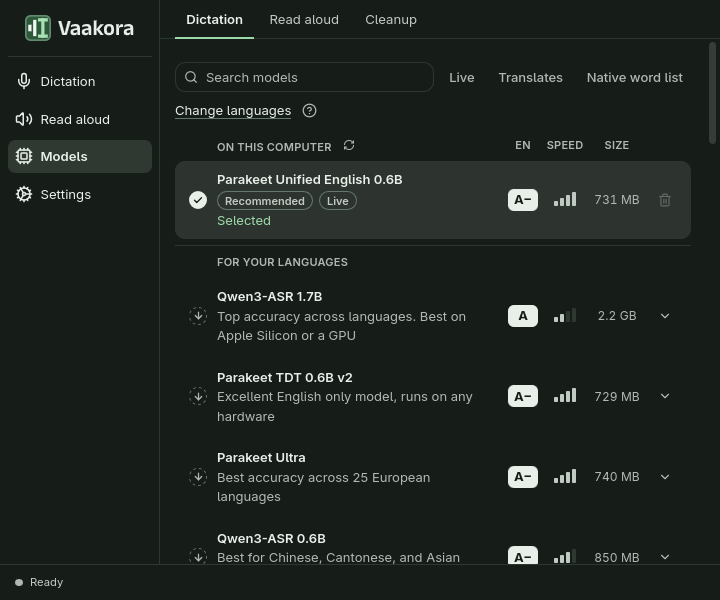 Vaakora
Dictation
Read aloud
Models
Settings
Dictation Read aloud Cleanup
Search models
Live Translates Native word list
Change languages
ON THIS COMPUTER EN SPEED SIZE
Parakeet Unified English 0.6B
Recommended Live
A− 731 MB
Selected
FOR YOUR LANGUAGES
Qwen3-ASR 1.7B
Top accuracy across languages. Best on
Apple Silicon or a GPU
A 2.2 GB
Parakeet TDT 0.6B v2
Excellent English only model, runs on any
hardware
A− 729 MB
Parakeet Ultra
Best accuracy across 25 European
languages
A− 740 MB
Qwen3-ASR 0.6B
Best for Chinese, Cantonese, and Asian
A− 850 MB
Ready